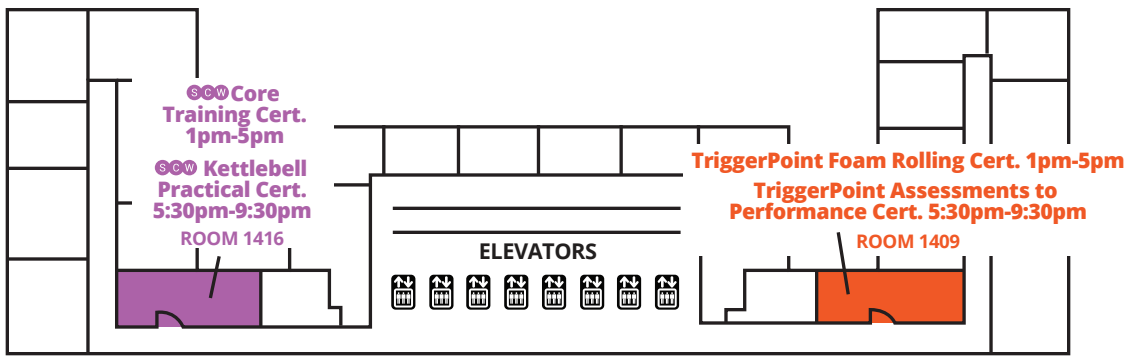 SCW Core
Training Cert.
1pm-5pm
SCW Kettlebell
Practical Cert.
5:30pm-9:30pm
ROOM 1416
ELEVATORS
TriggerPoint Foam Rolling Cert. 1pm-5pm
TriggerPoint Assessments to
Performance Cert. 5:30pm-9:30pm
ROOM 1409